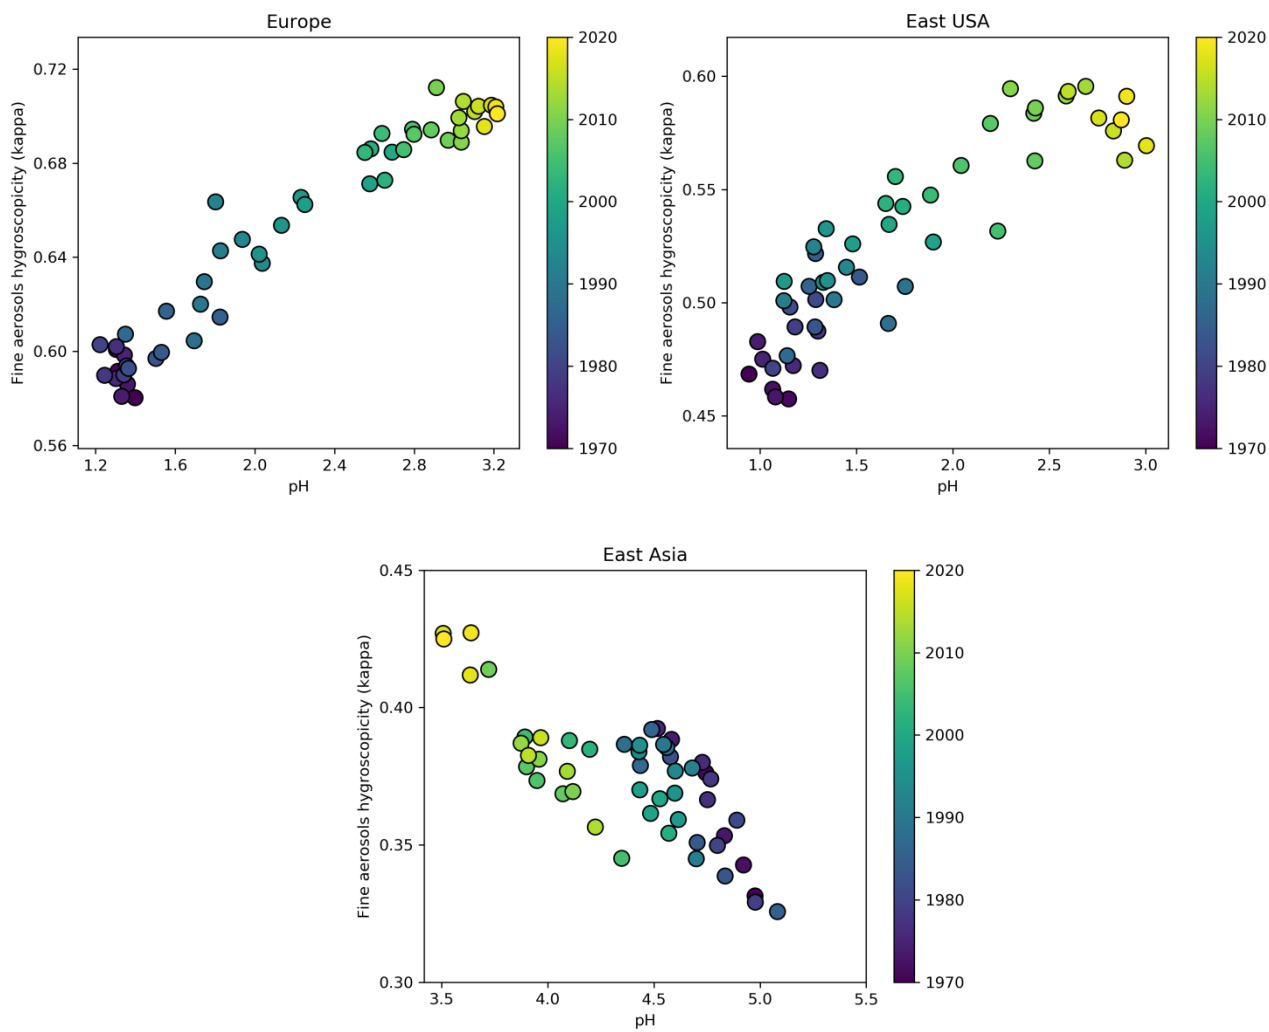 Europe
0.72
0.68
0.64
0.60
0.56
Fine aerosols hygroscopicity (kappa)
1.2 1.6 2.0 2.4 2.8 3.2
pH
2020
2010
2000
1990
1980
1970
East USA
0.60
0.55
0.50
0.45
Fine aerosols hygroscopicity (kappa)
1.0 1.5 2.0 2.5 3.0
pH
2020
2010
2000
1990
1980
1970
East Asia
0.45
0.40
0.35
0.30
Fine aerosols hygroscopicity (kappa)
3.5 4.0 4.5 5.0 5.5
pH
2020
2010
2000
1990
1980
1970